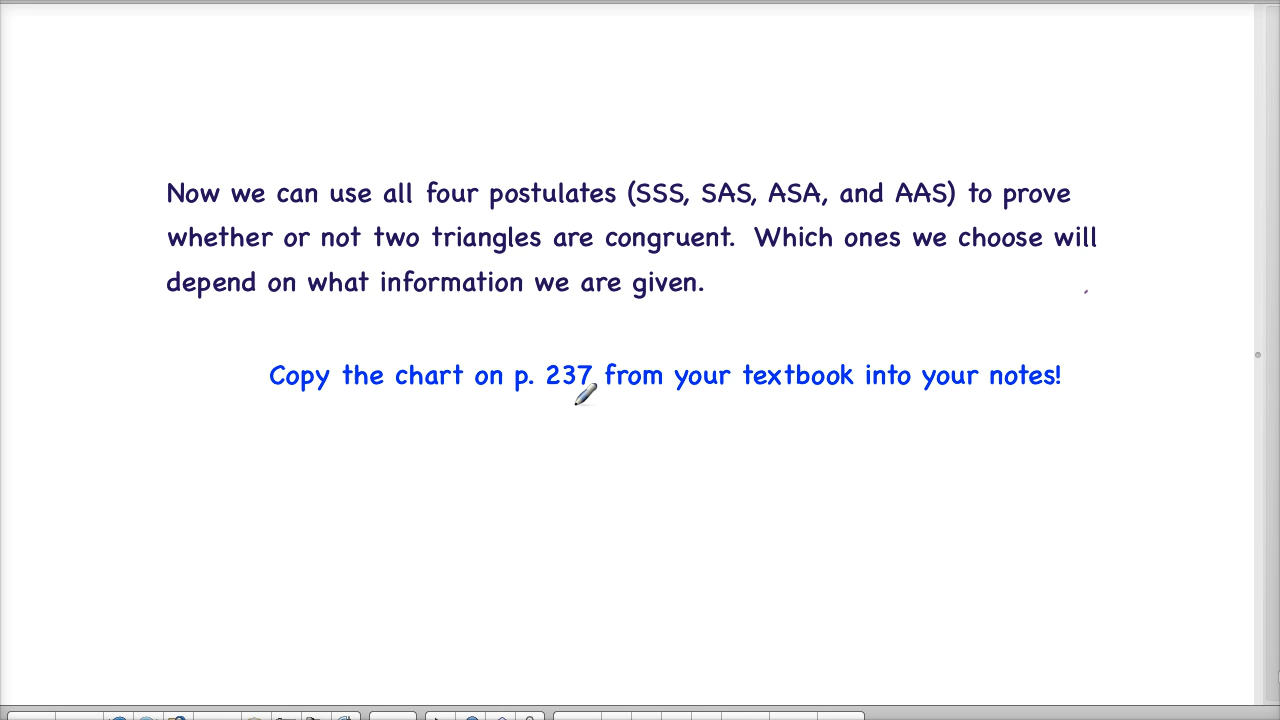 Now we can use all four postulates (SSS, SAS, ASA, and AAS) to prove
whether or not two triangles are congruent.  Which ones we choose will
depend on what information we are given.
Copy the chart on p. 237 from your textbook into your notes!